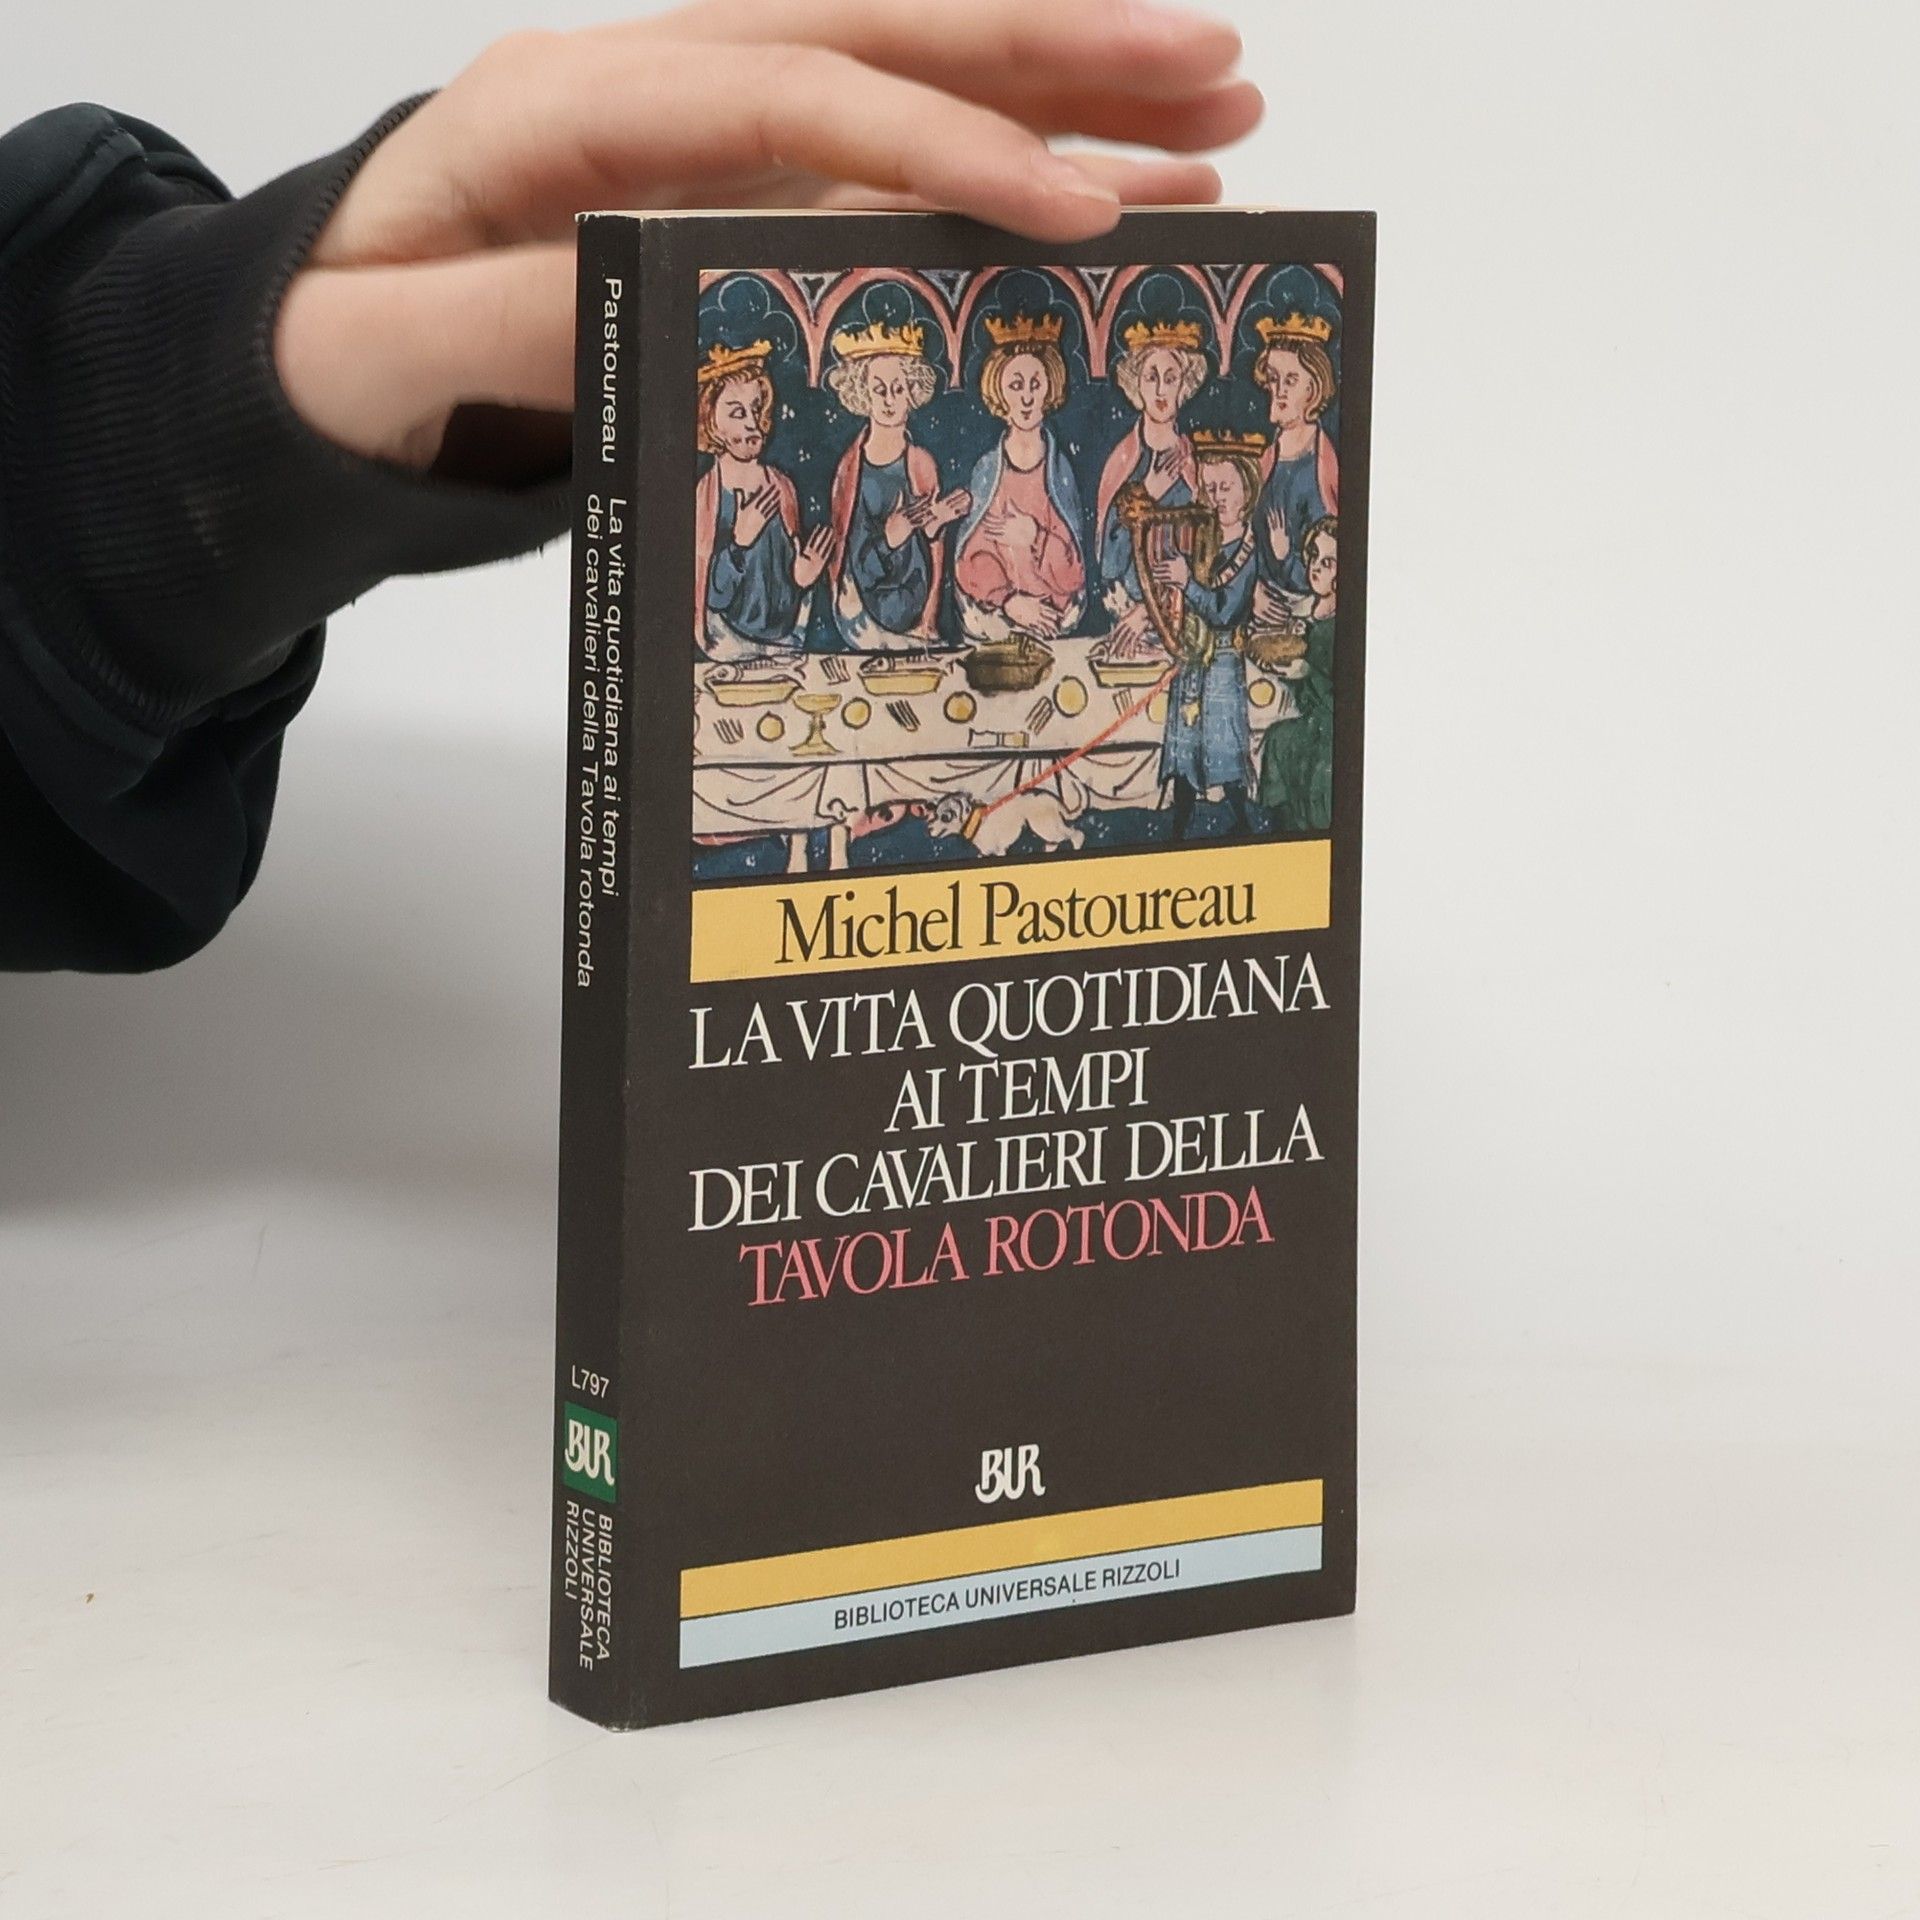 Pastoureau La vita quotidiana ai tempi
dei cavalieri della Tavola rotonda
L797
BUR
BIBLIOTECA
UNIVERSALE
RIZZOLI
Michel Pastoureau
LA VITA QUOTIDIANA
AI TEMPI
DEI CAVALIERI DELLA
TAVOLA ROTONDA
BUR
BIBLIOTECA UNIVERSALE RIZZOLI